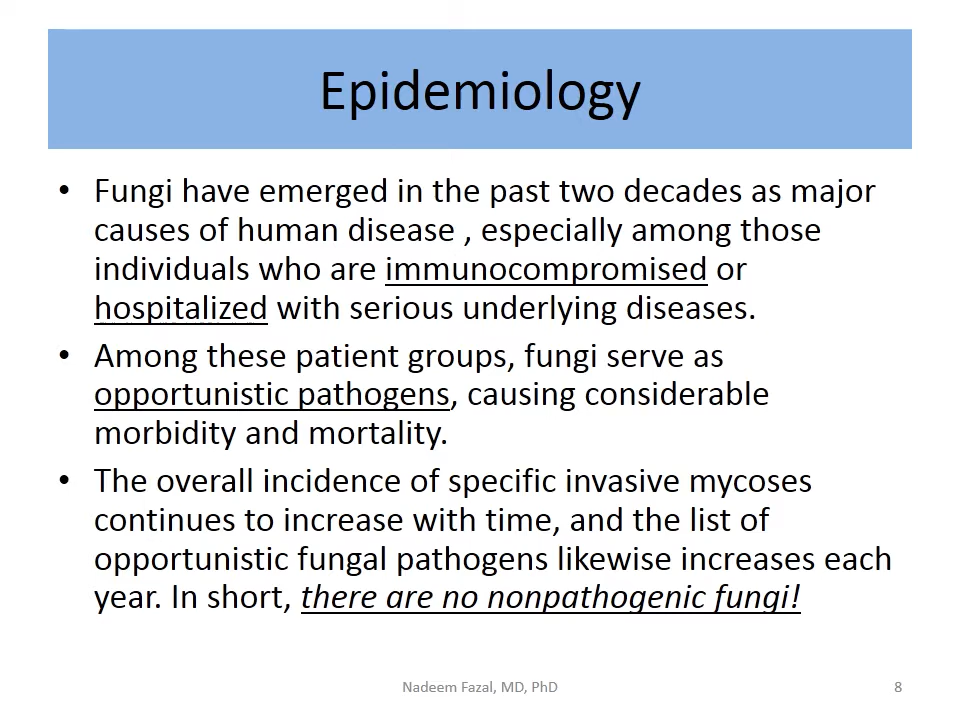 Epidemiology
• Fungi have emerged in the past two decades as major
causes of human disease , especially among those
individuals who are immunocompromised or
hospitalized with serious underlying diseases.
• Among these patient groups, fungi serve as
opportunistic pathogens, causing considerable
morbidity and mortality.
• The overall incidence of specific invasive mycoses
continues to increase with time, and the list of
opportunistic fungal pathogens likewise increases each
year. In short, there are no nonpathogenic fungi!
Nadeem Fazal, MD, PhD
8